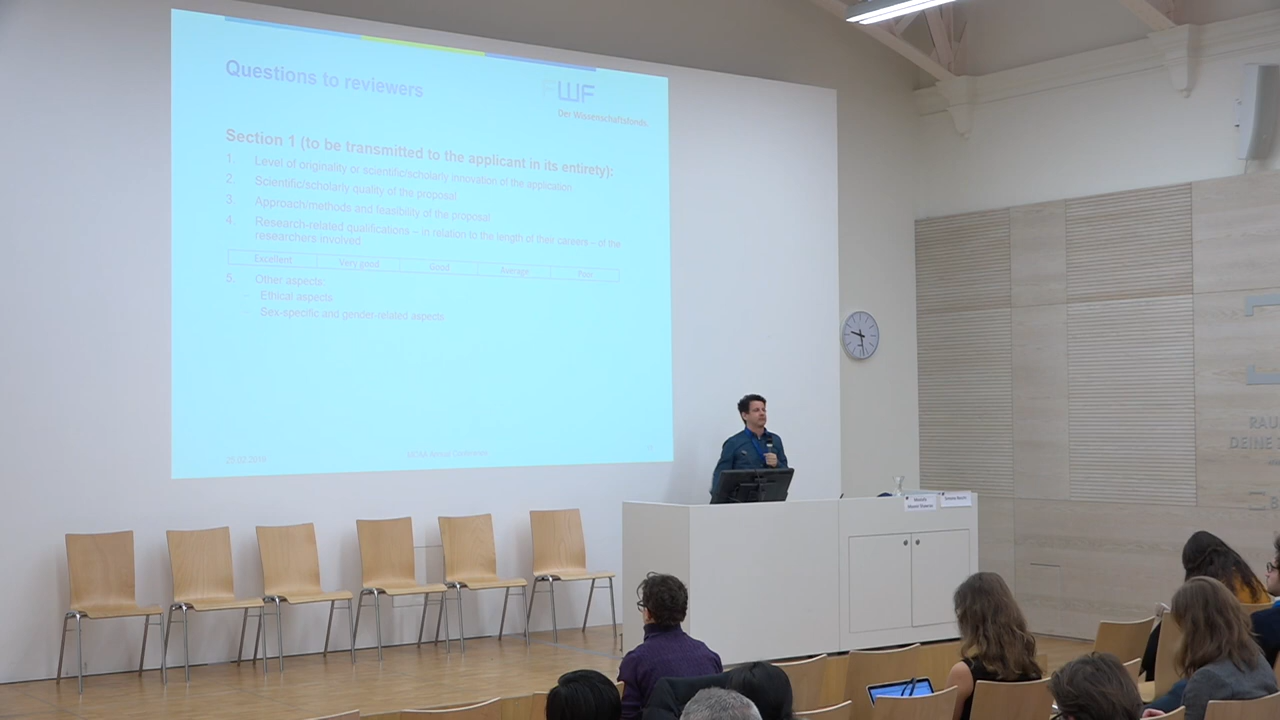 Questions to reviewers
FWF
Der Wissenschaftsfonds.
Section 1 (to be transmitted to the applicant in its entirety):
1. Level of originality or scientific/scholarly innovation of the application
2. Scientific/scholarly quality of the proposal
3. Approach/methods and feasibility of the proposal
4. Research-related qualifications – in relation to the length of their careers – of the
researchers involved
Excellent Very good Good Average Poor
5. Other aspects:
Ethical aspects
Sex-specific and gender-related aspects
RAU
DEINE